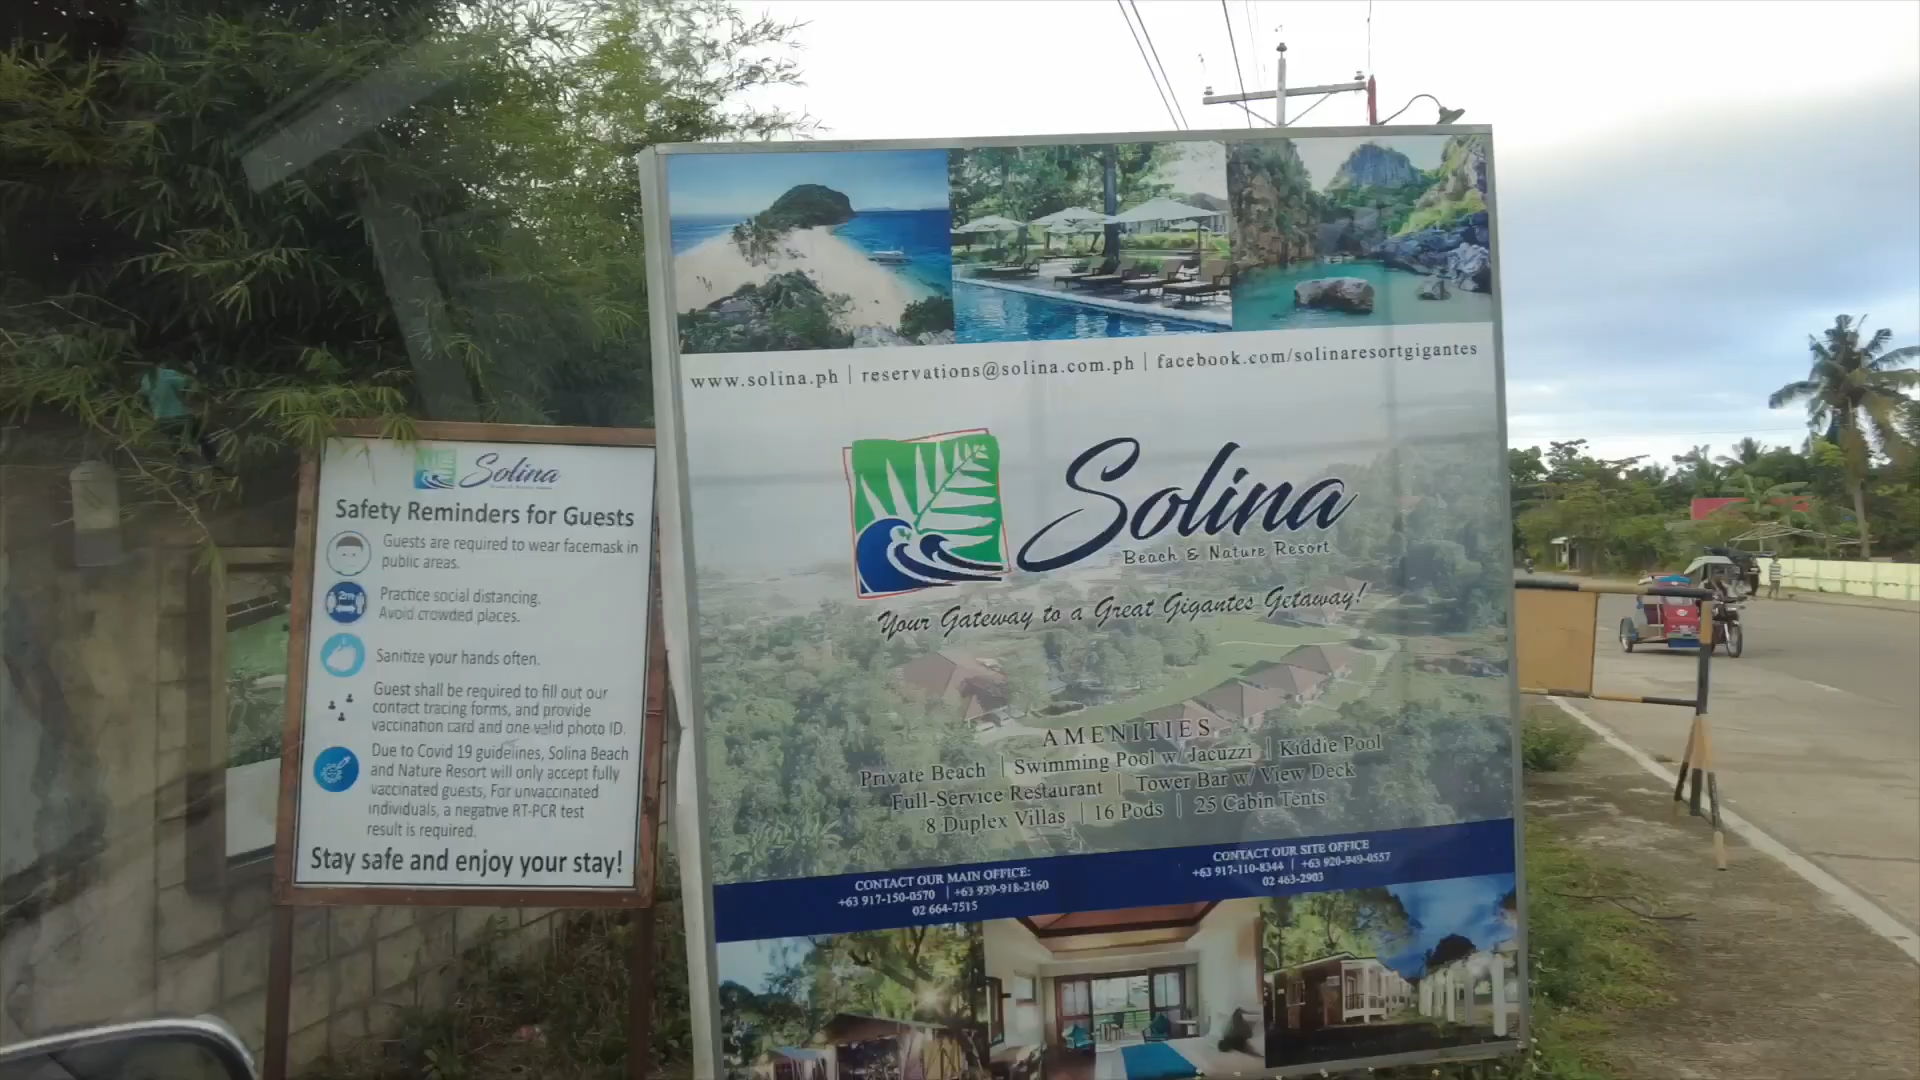 Solina
Safety Reminders for Guests
Guests are required to wear facemask in
public areas.
2m
Practice social distancing.
Avoid crowded places.
Sanitize your hands often.
Guest shall be required to fill out our
contact tracing forms, and provide
vaccination card and one valid photo ID.
Due to Covid 19 guidelines, Solina Beach
and Nature Resort will only accept fully
vaccinated guests, For unvaccinated
individuals, a negative RT-PCR test
result is required.
Stay safe and enjoy your stay!
www.solina.ph | reservations@solina.com.ph | facebook.com/solinaresortgigantes
Solina
Beach & Nature Resort
Your Gateway to a Great Gigantes Getaway!
AMENITIES
Private Beach | Swimming Pool w/ Jacuzzi | Kiddie Pool
Full-Service Restaurant | Tower Bar w/ View Deck
8 Duplex Villas | 16 Pods | 25 Cabin Tents
CONTACT OUR MAIN OFFICE:
+63 917-150-0570 | +63 939-918-2160
02 664-7515
CONTACT OUR SITE OFFICE
+63 917-110-8344 | +63 920-949-0557
02 463-2903